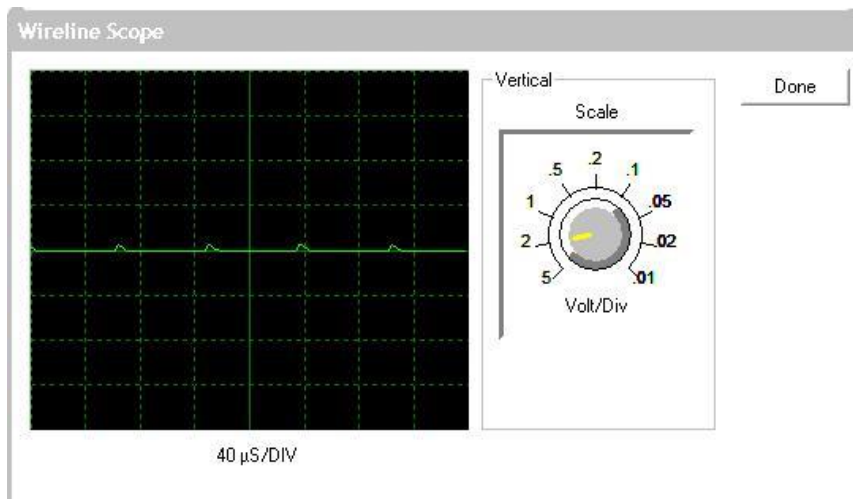 Wireline Scope
Vertical
Done
Scale
.2
.5
.1
1
.05
2
.02
5
.01
Volt/Div
40 µS/DIV